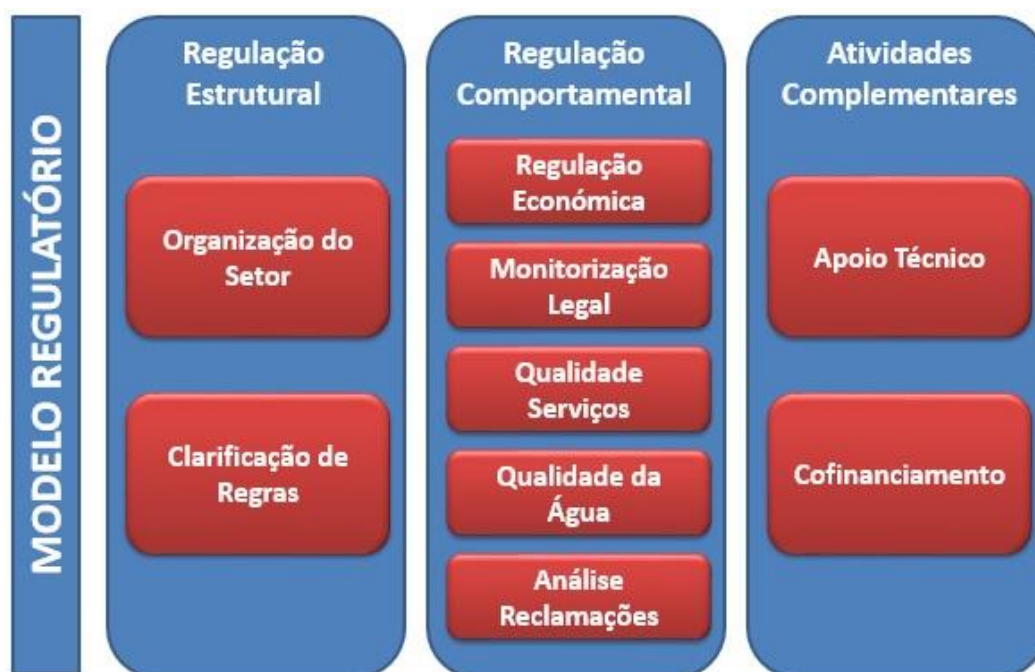 MODELO REGULATÓRIO
Regulação
Estrutural
Organização do
Setor
Clarificação de
Regras
Regulação
Comportamental
Regulação
Económica
Monitorização
Legal
Qualidade
Serviços
Qualidade da
Água
Análise
Reclamações
Atividades
Complementares
Apoio Técnico
Cofinanciamento